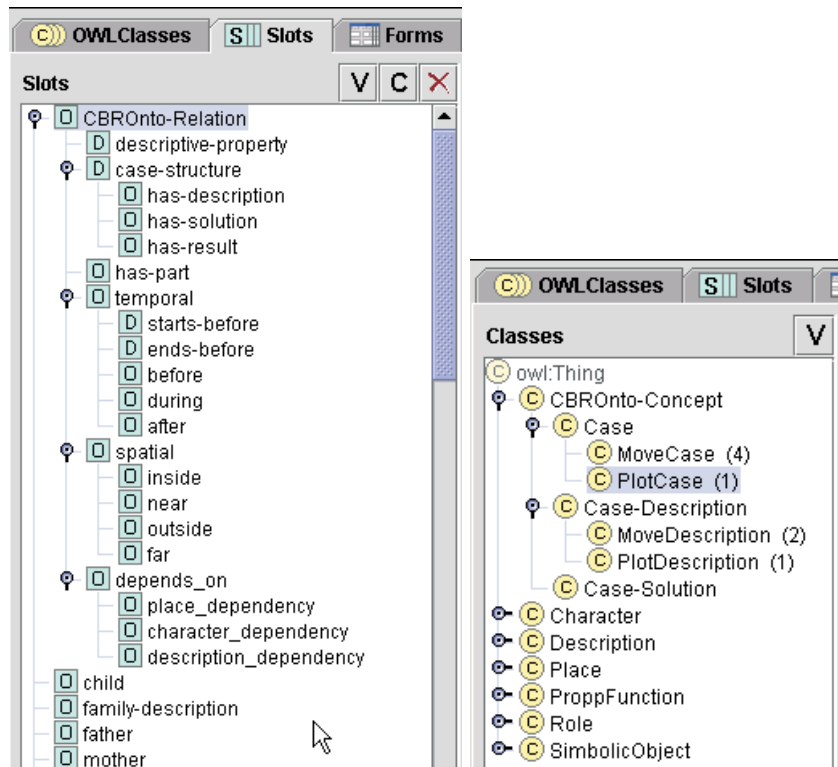 C OWLClasses S Slots Forms
Slots V C
O CBROnto-Relation
D descriptive-property
D case-structure
O has-description
O has-solution
O has-result
O has-part
O temporal
D starts-before
D ends-before
O before
O during
O after
O spatial
O inside
O near
O outside
O far
O depends_on
O place_dependency
O character_dependency
O description_dependency
O child
O family-description
O father
O mother
C OWLClasses S Slots
Classes V
C owl:Thing
C CBROnto-Concept
C Case
C MoveCase (4)
C PlotCase (1)
C Case-Description
C MoveDescription (2)
C PlotDescription (1)
C Case-Solution
C Character
C Description
C Place
C ProppFunction
C Role
C SimbolicObject